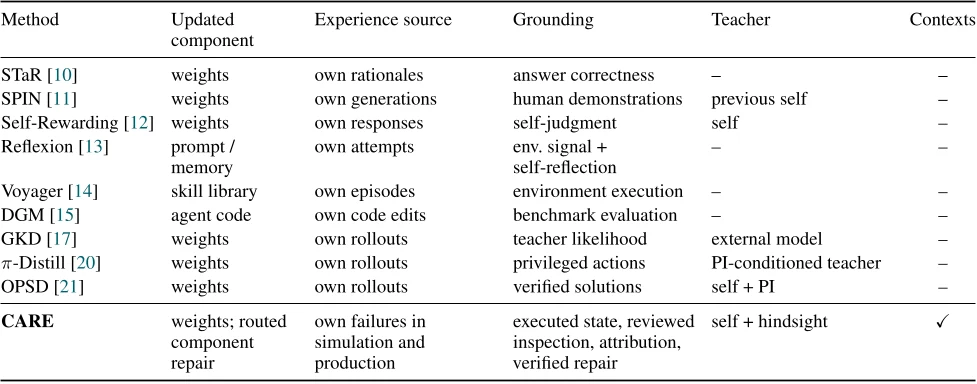 Method Updated component Experience source Grounding Teacher Contexts
STaR [10] weights own rationales answer correctness – –
SPIN [11] weights own generations human demonstrations previous self –
Self-Rewarding [12] weights own responses self-judgment self –
Reflexion [13] prompt / memory own attempts env. signal + self-reflection – –
Voyager [14] skill library own episodes environment execution – –
DGM [15] agent code own code edits benchmark evaluation – –
GKD [17] weights own rollouts teacher likelihood external model –
π-Distill [20] weights own rollouts privileged actions PI-conditioned teacher –
OPSD [21] weights own rollouts verified solutions self + PI –
CARE weights; routed component repair own failures in simulation and production executed state, reviewed inspection, attribution, verified repair self + hindsight ✓